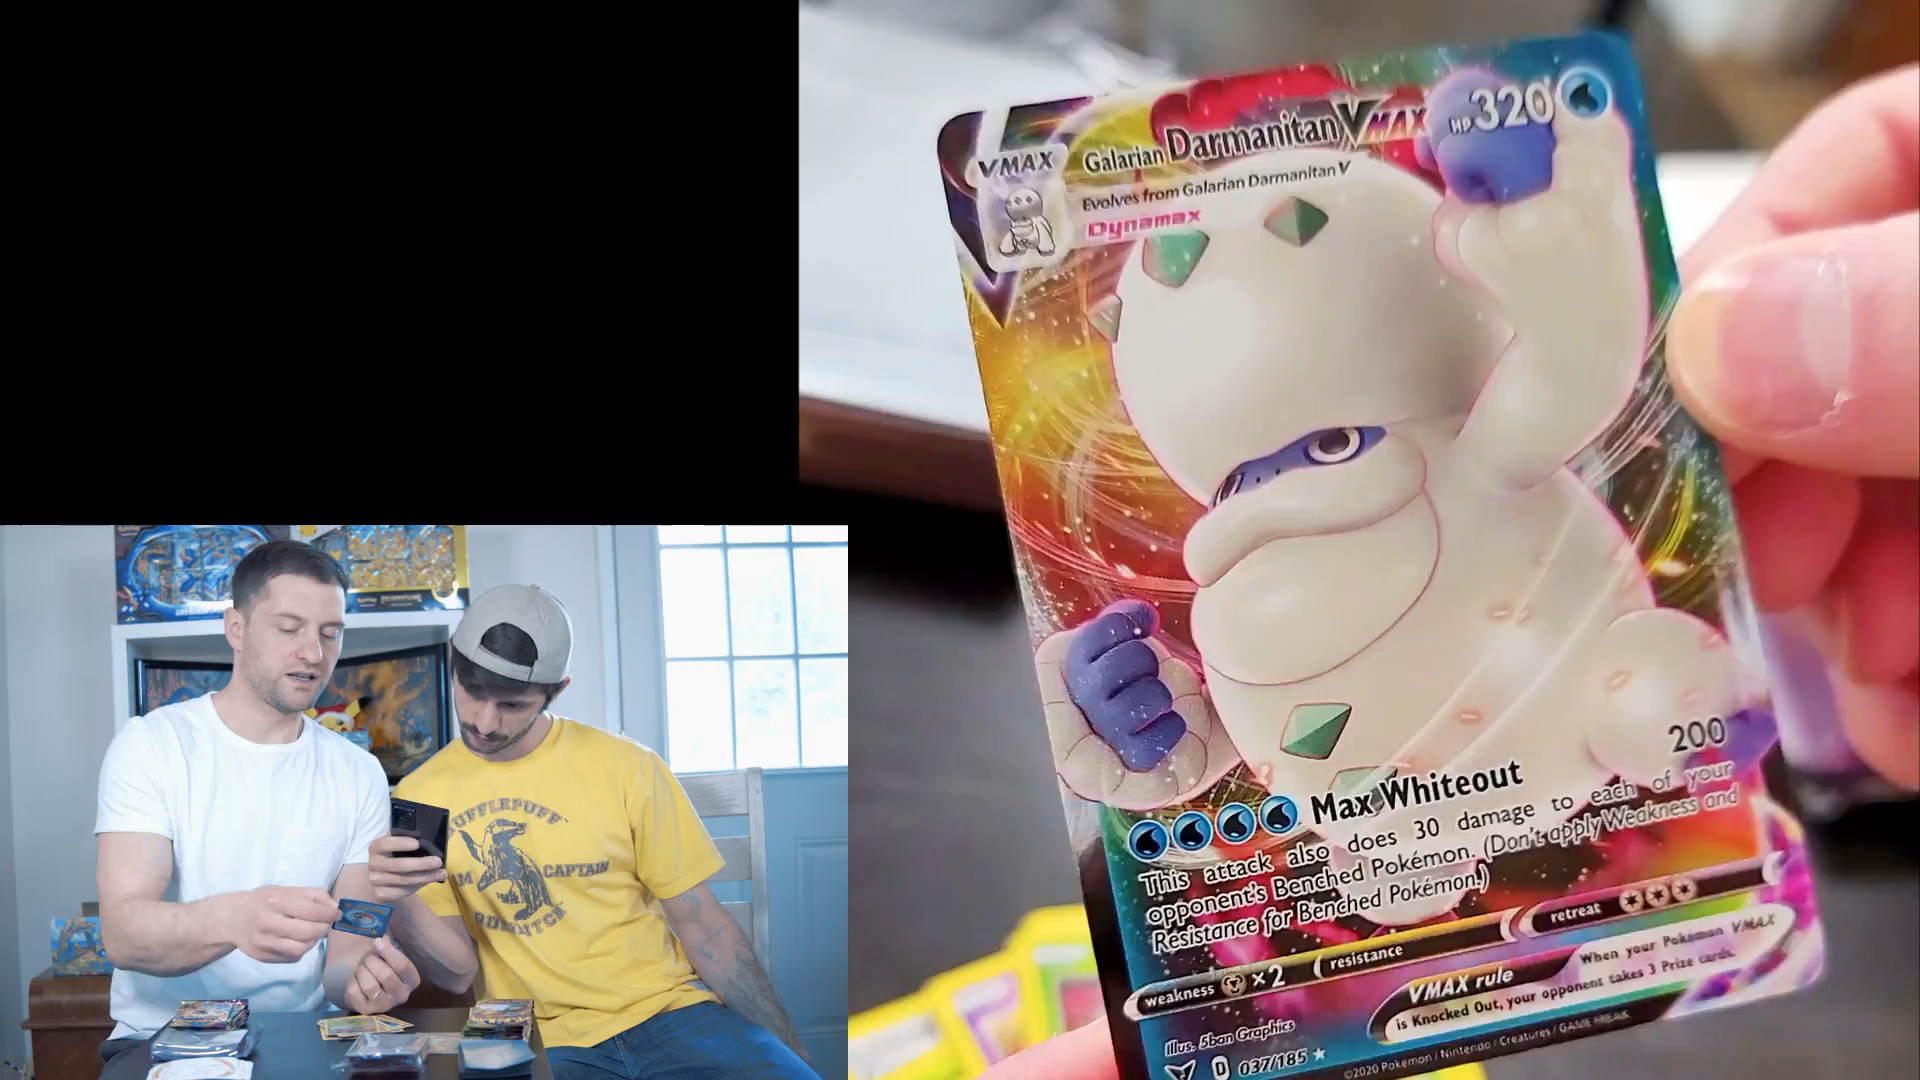 VMAX
Galarian Darmanitan VMAX HP 320
Evolves from Galarian Darmanitan V
Dynamax
Max Whiteout 200
This attack also does 30 damage to each of your
opponent's Benched Pokémon. (Don't apply Weakness and
Resistance for Benched Pokémon.)
weakness ×2 resistance retreat
VMAX rule When your Pokémon VMAX
is Knocked Out, your opponent takes 3 Prize cards.
Illus. 5ban Graphics
D 037/185 ★
©2020 Pokémon / Nintendo / Creatures / GAME FREAK
HUFFLEPUFF
CAPTAIN